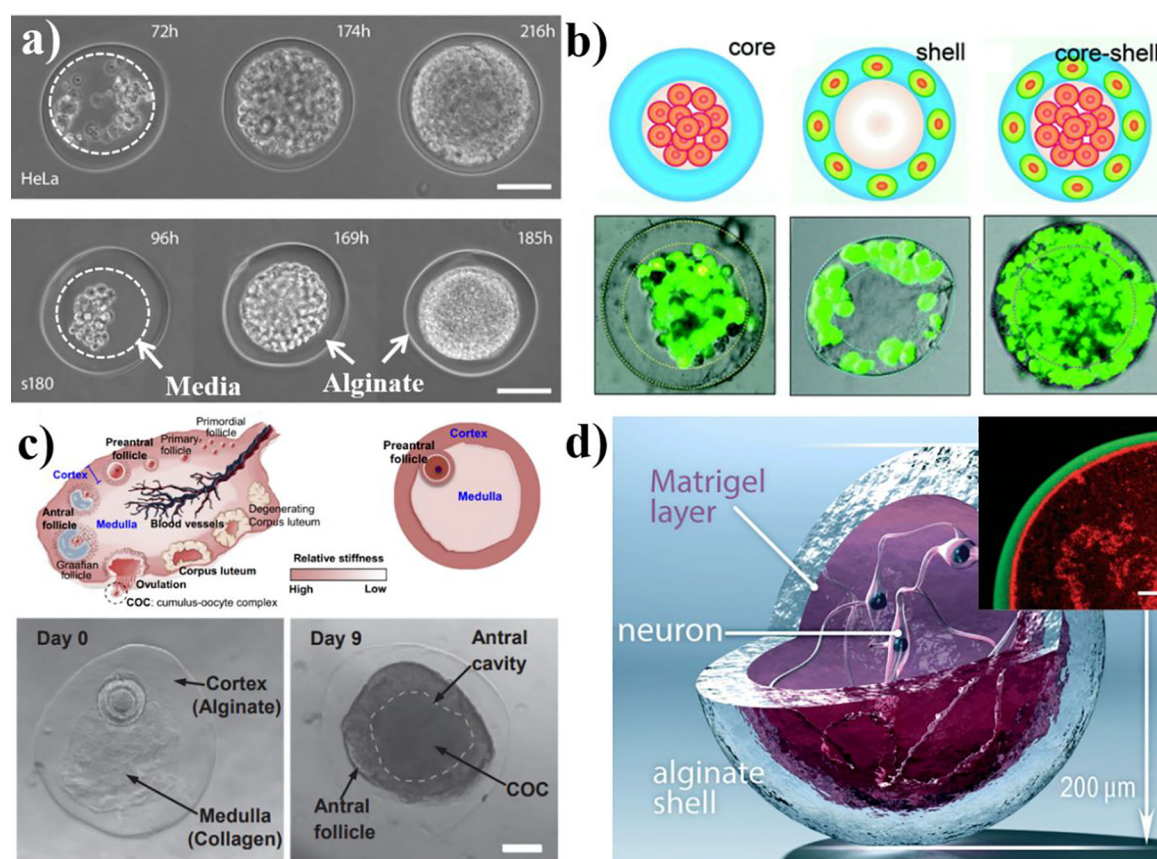 a)
72h
174h
216h
HeLa
96h
169h
185h
s180
Media
Alginate
b)
core
shell
core-shell
c)
Primordial
follicle
Preantral
follicle
Primary
follicle
Cortex
Antral
follicle
Medulla
Blood vessels
Degenerating
Corpus luteum
Graafian
follicle
Corpus luteum
Ovulation
COC: cumulus-oocyte complex
Relative stiffness
High
Low
Cortex
Preantral
follicle
Medulla
Day 0
Cortex
(Alginate)
Medulla
(Collagen)
Day 9
Antral
cavity
COC
Antral
follicle
d)
Matrigel
layer
neuron
alginate
shell
200 µm